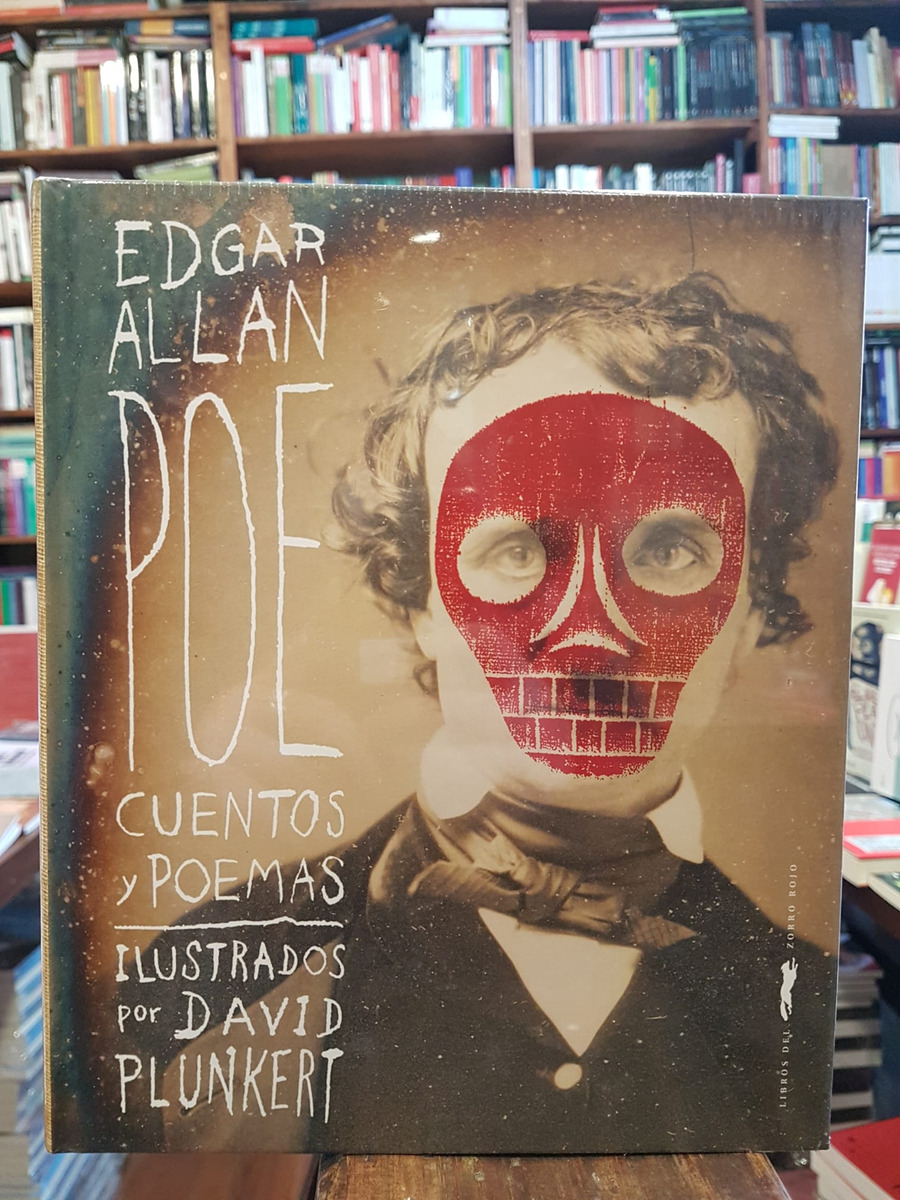 EDGAR
ALLAN
POE
CUENTOS
y POEMAS
ILUSTRADOS
por DAVID
PLUNKERT
LIBROS DEL ZORRO ROJO